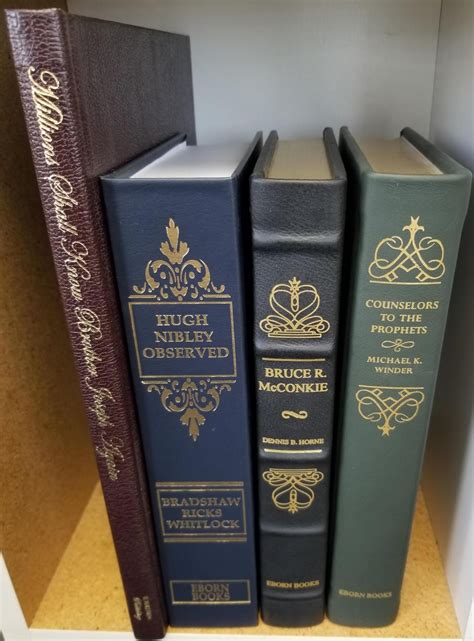 Millions Shall Know Brother Joseph Again
HUGH
NIBLEY
OBSERVED
BRADSHAW
RICKS
WHITLOCK
EBORN
BOOKS
BRUCE R.
McCONKIE
DENNIS B. HORNE
EBORN BOOKS
COUNSELORS
TO THE
PROPHETS
MICHAEL K.
WINDER
EBORN BOOKS